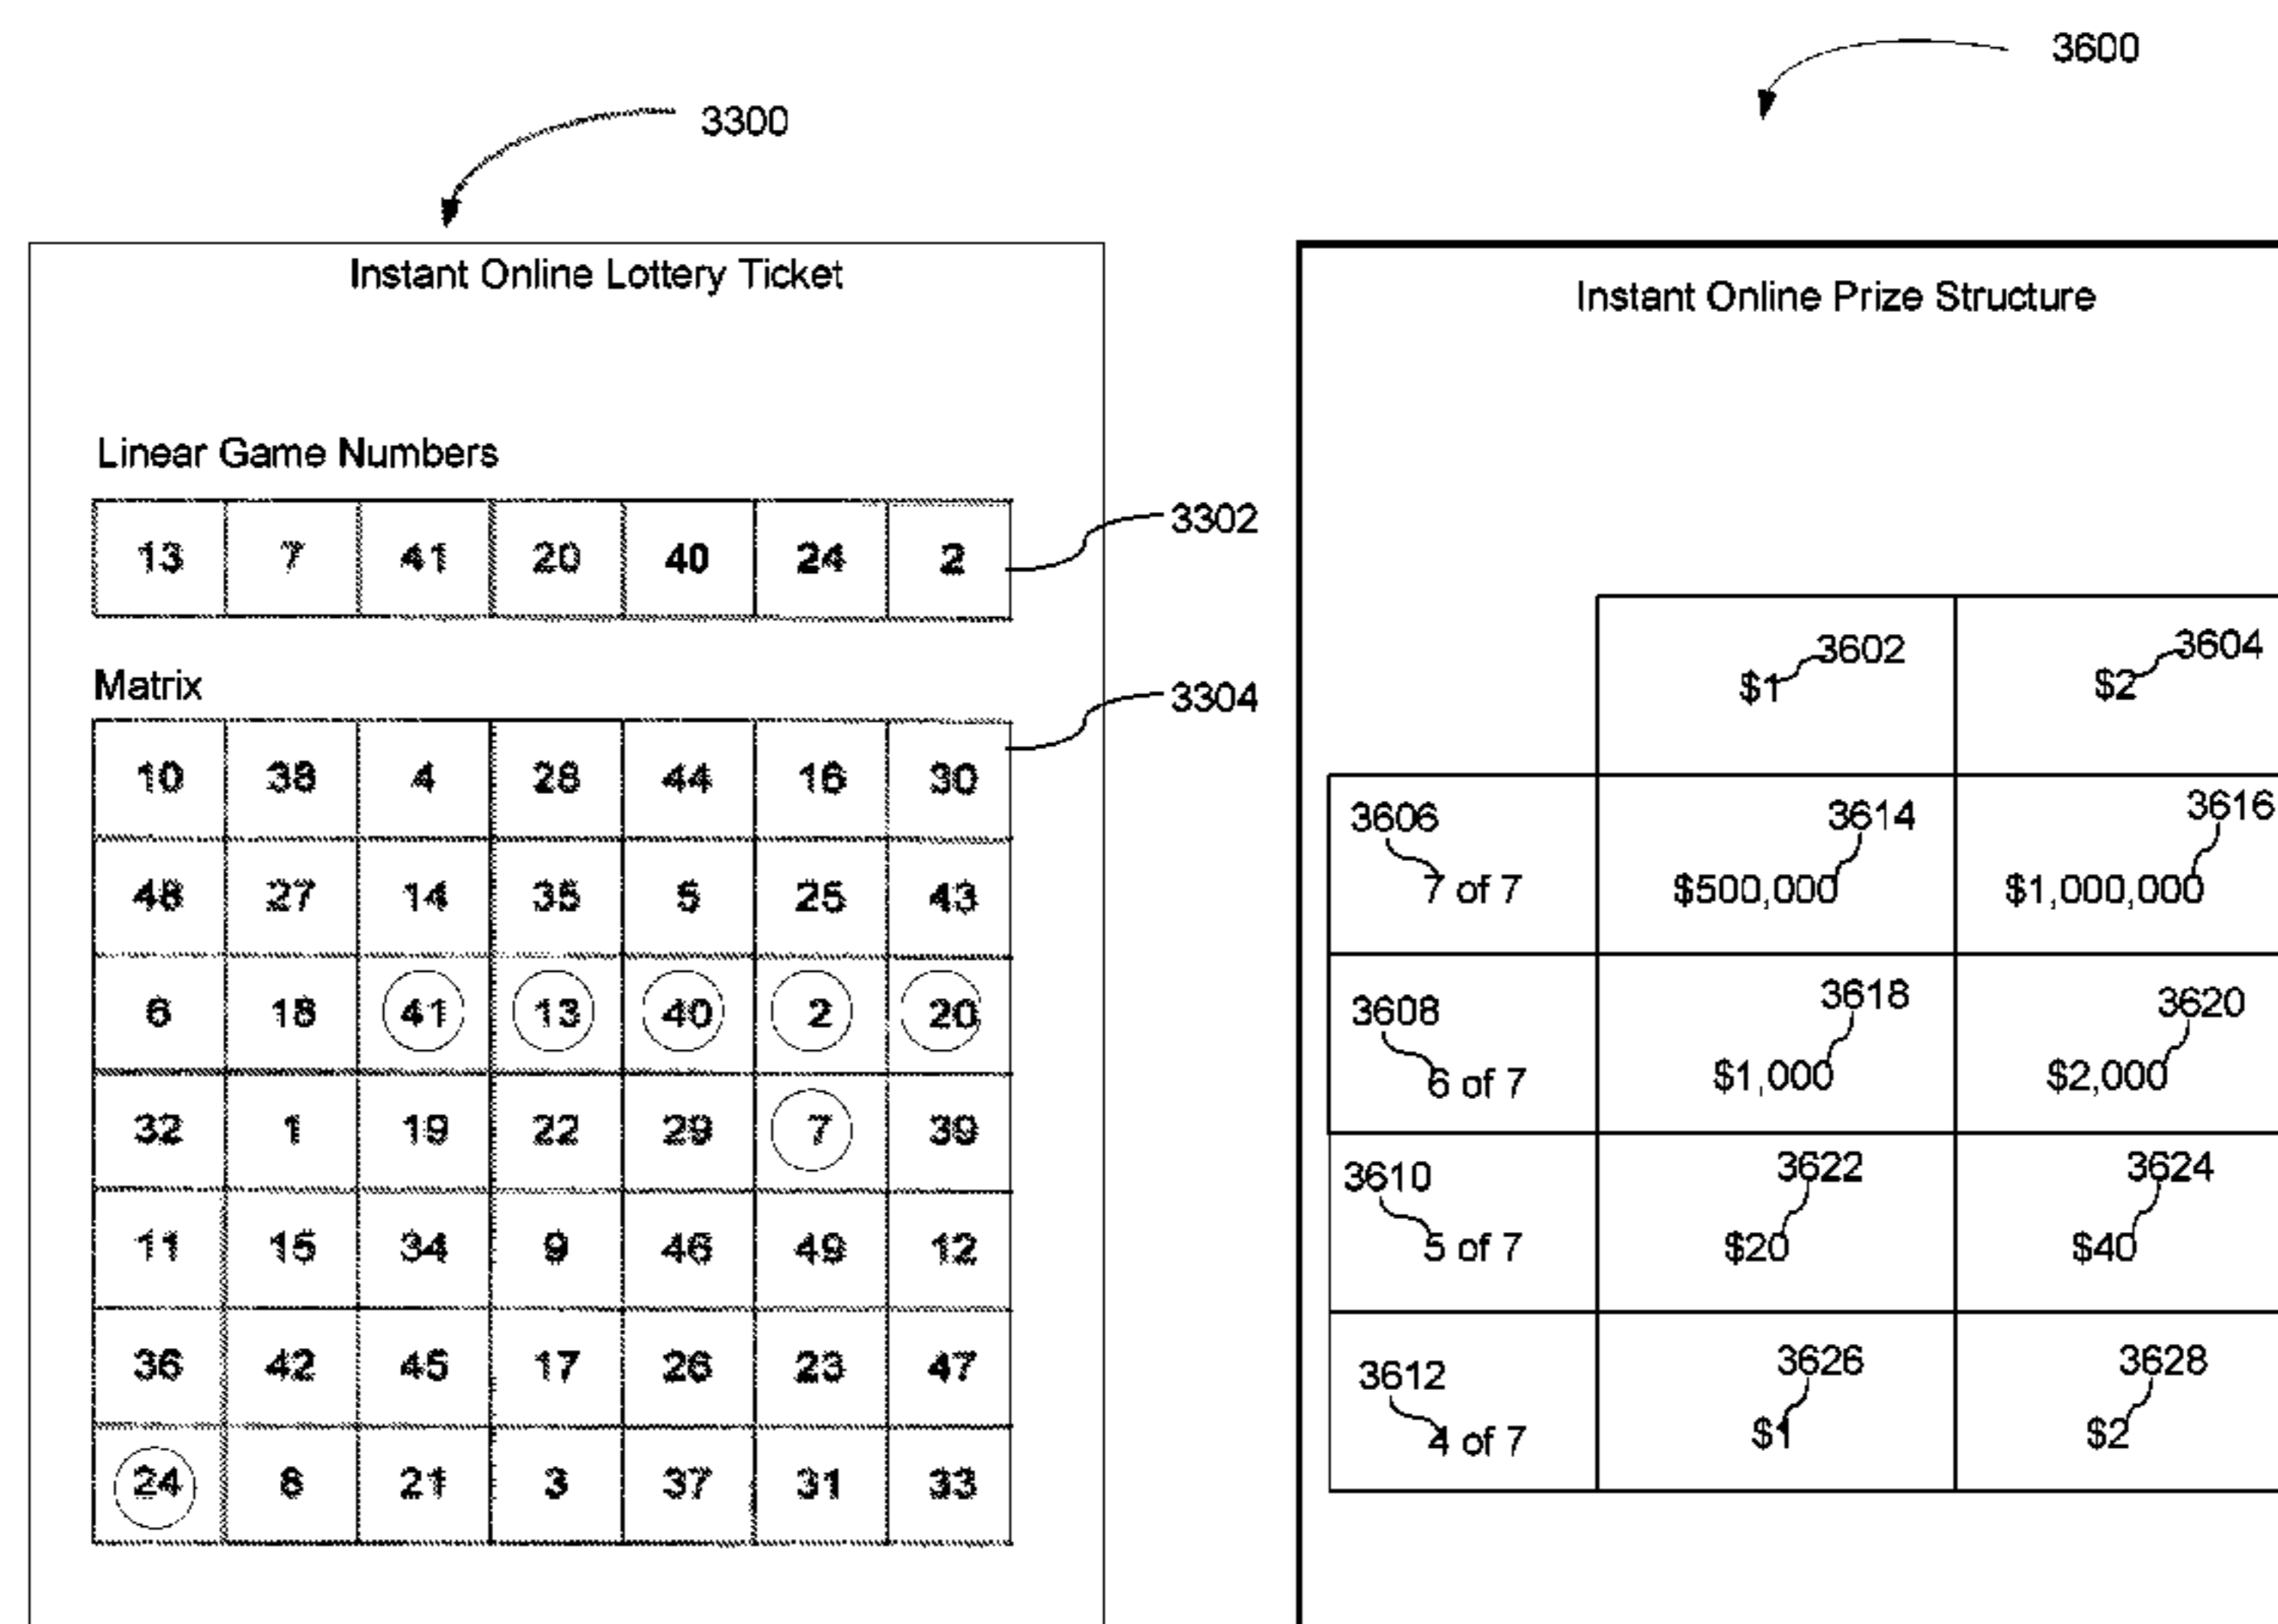 3600
3300
Instant Online Lottery Ticket
Instant Online Prize Structure
Linear Game Numbers
13 7 41 20 40 24 2
3302
Matrix
3304
10 38 4 28 44 16 30
48 27 14 35 5 25 43
6 18 41 13 40 2 20
32 1 19 22 29 7 39
11 15 34 9 46 49 12
36 42 45 17 26 23 47
24 8 21 3 37 31 33
3602 3604
$1 $2
3606 3614 3616
7 of 7 $500,000 $1,000,000
3608 3618 3620
6 of 7 $1,000 $2,000
3610 3622 3624
5 of 7 $20 $40
3612 3626 3628
4 of 7 $1 $2